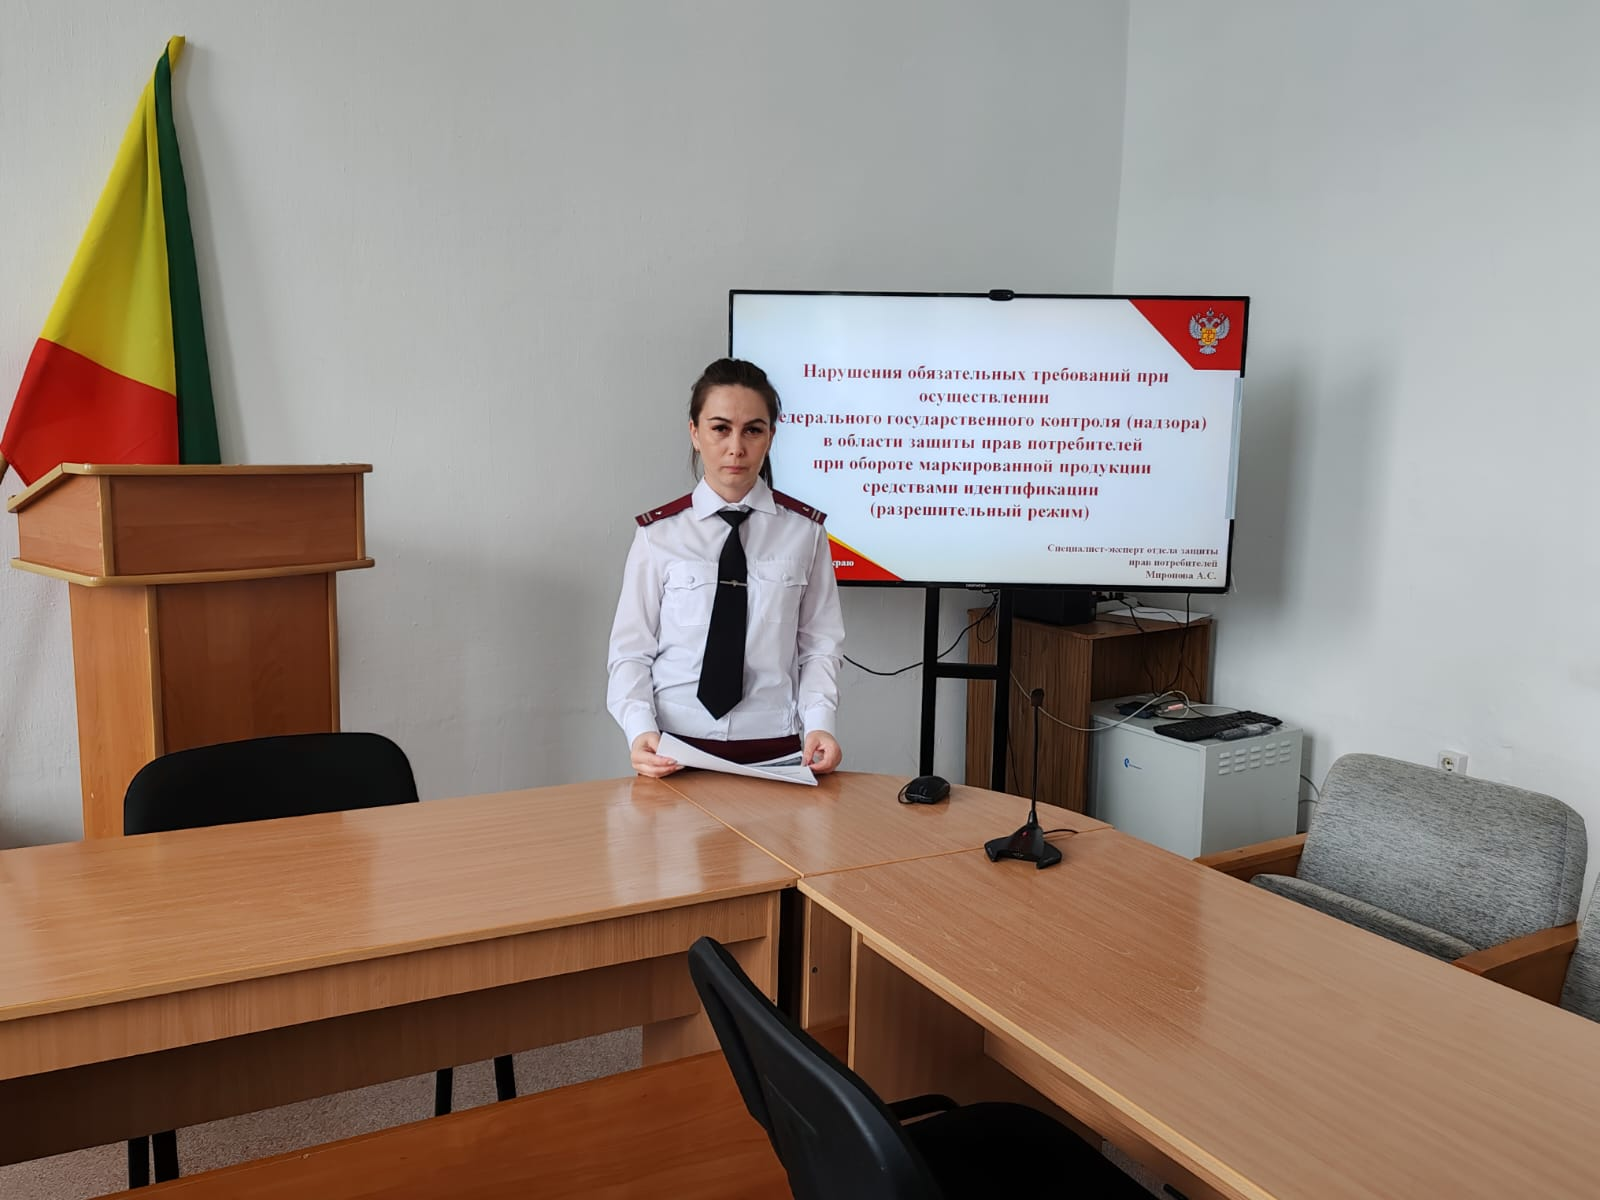 Нарушения обязательных требований при
осуществлении
едерального государственного контроля (надзора)
в области защиты прав потребителей
при обороте маркированной продукции
средствами идентификации
(разрешительный режим)
Специалист-эксперт отдела защиты
прав потребителей
Миронова А.С.
краю
DAEWOO